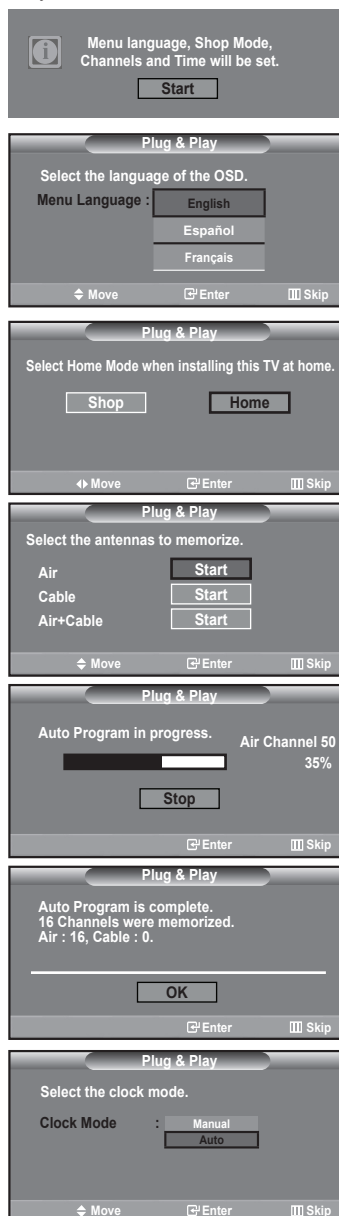 Menu language, Shop Mode,
Channels and Time will be set.
Start
Plug & Play
Select the language of the OSD.
Menu Language : English
Español
Français
Move Enter Skip
Plug & Play
Select Home Mode when installing this TV at home.
Shop Home
Move Enter Skip
Plug & Play
Select the antennas to memorize.
Air Start
Cable Start
Air+Cable Start
Move Enter Skip
Plug & Play
Auto Program in progress. Air Channel 50
35%
Stop
Enter Skip
Plug & Play
Auto Program is complete.
16 Channels were memorized.
Air : 16, Cable : 0.
OK
Enter Skip
Plug & Play
Select the clock mode.
Clock Mode : Manual
Auto
Move Enter Skip